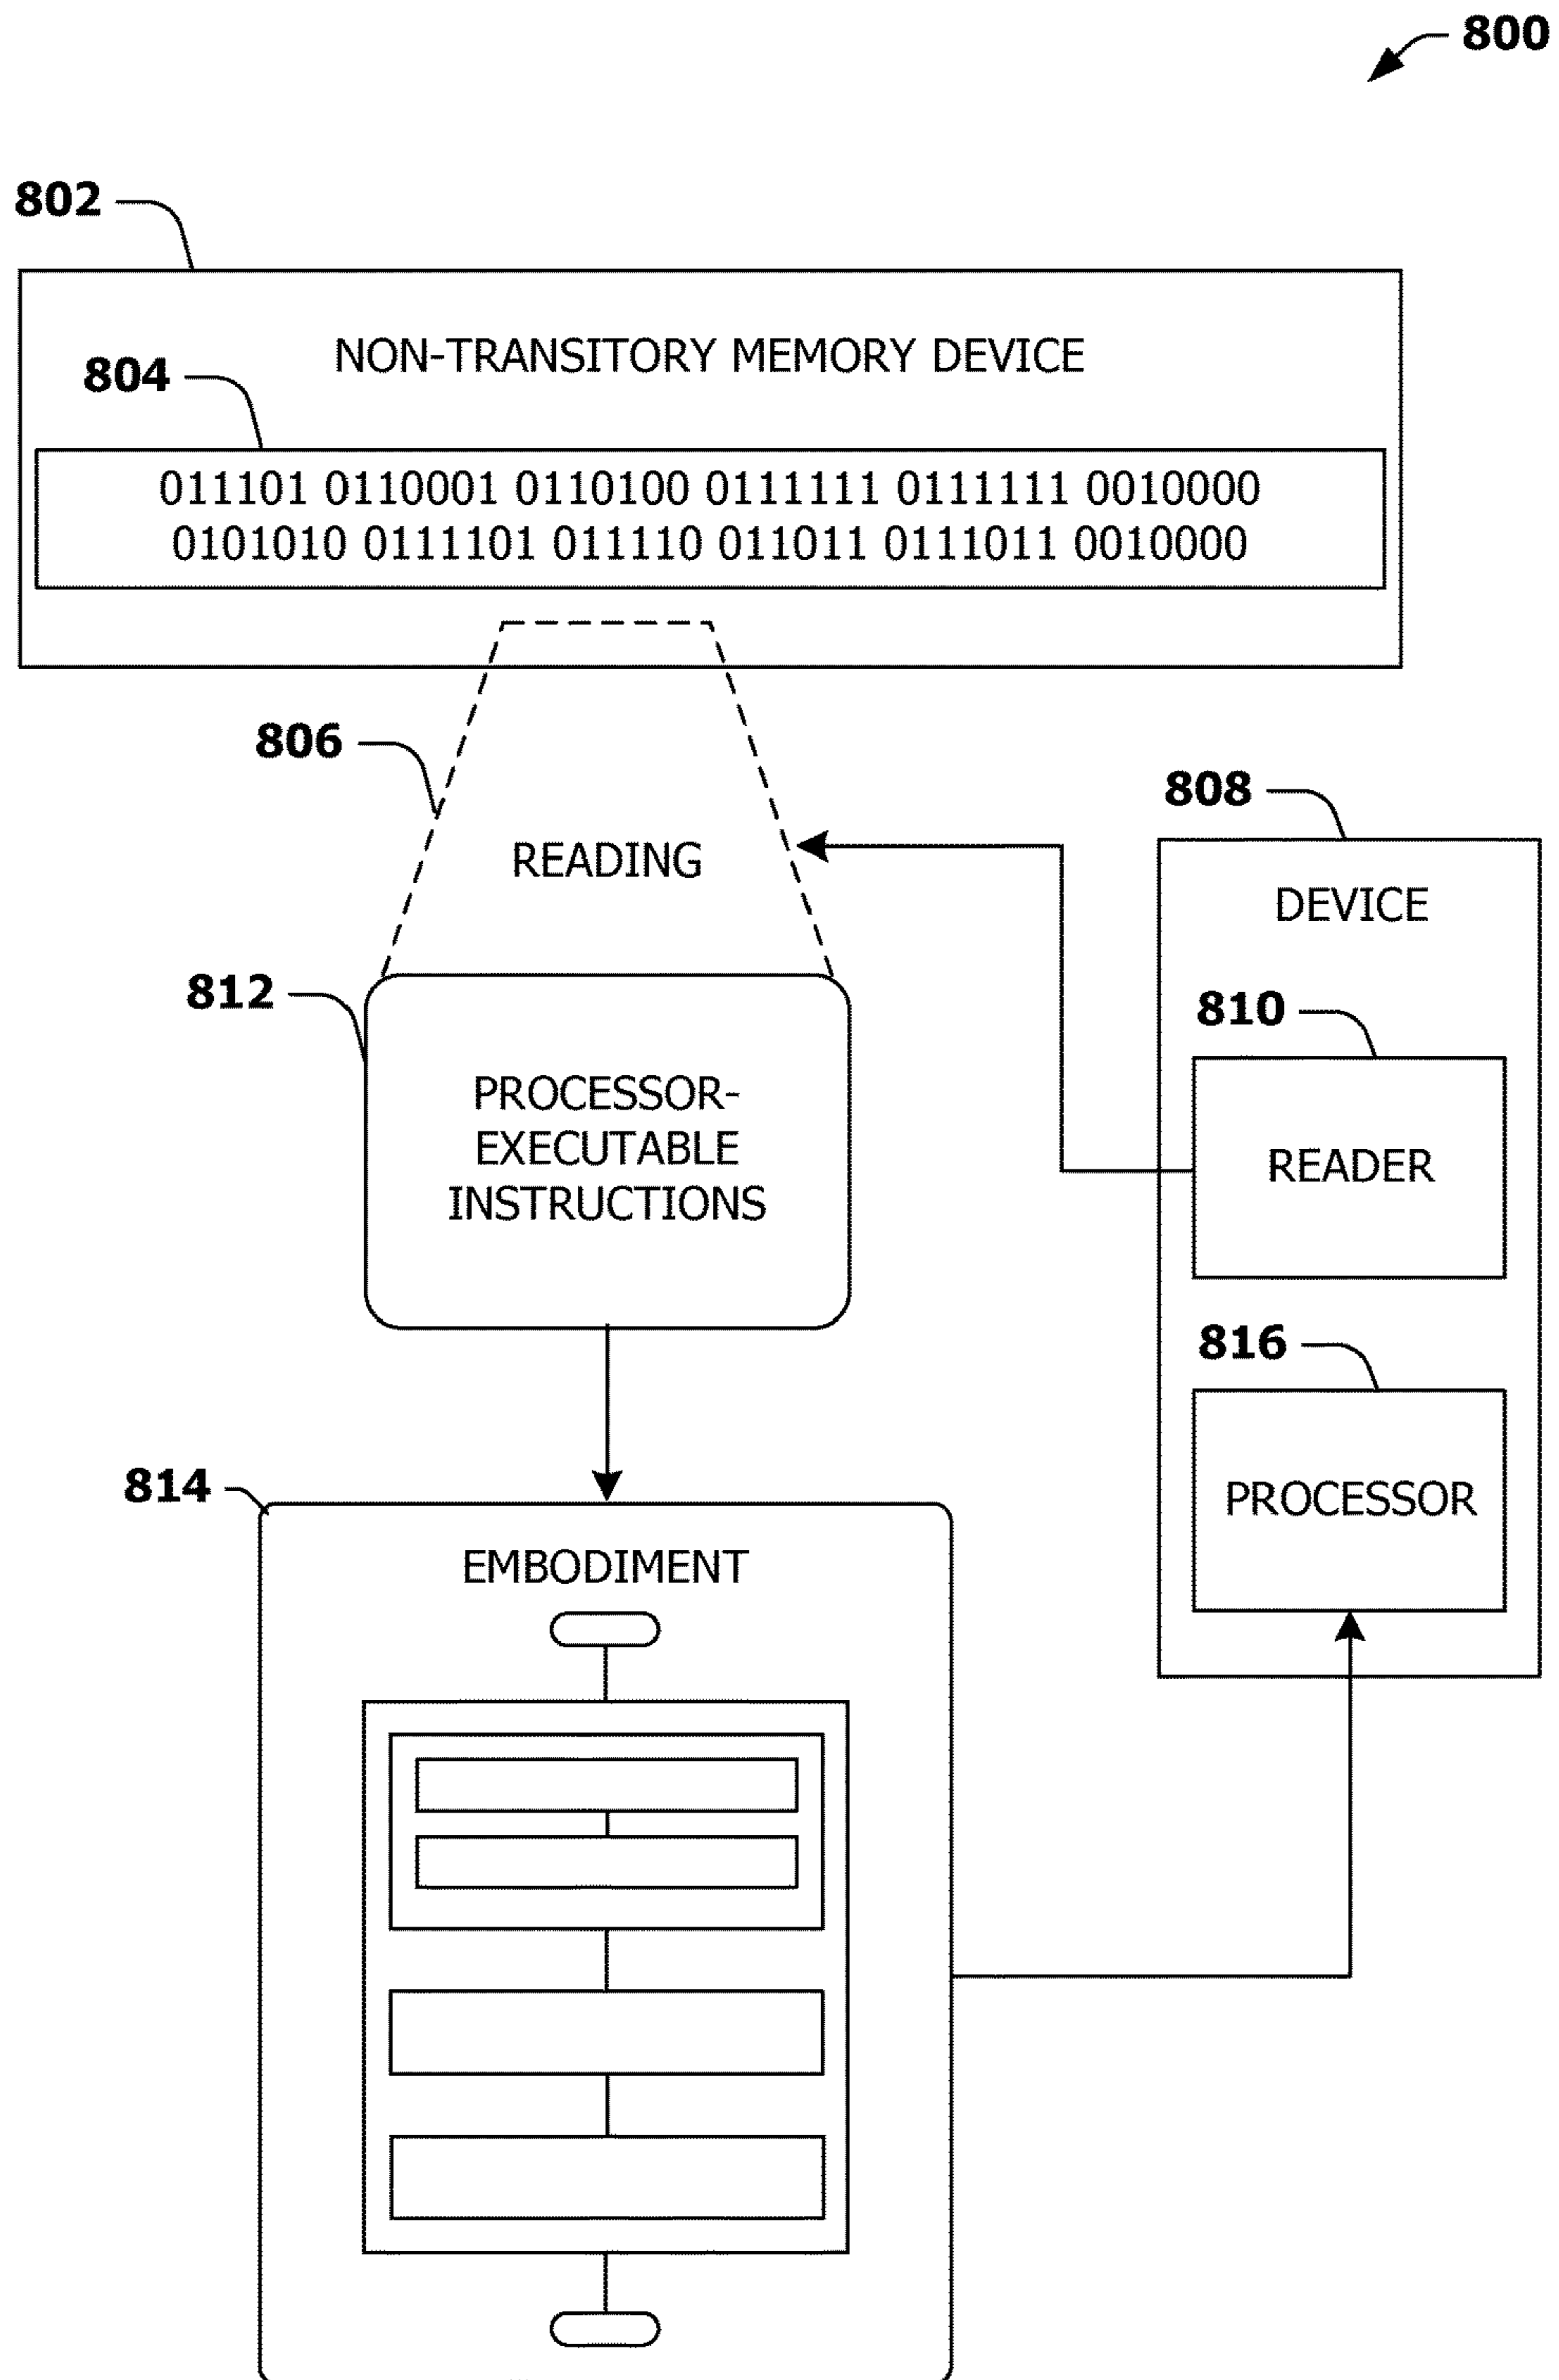 800
802
NON-TRANSITORY MEMORY DEVICE
804
011101 0110001 0110100 0111111 0111111 0010000
0101010 0111101 011110 011011 0111011 0010000
806
READING
808
DEVICE
812
PROCESSOR-
EXECUTABLE
INSTRUCTIONS
810
READER
816
PROCESSOR
814
EMBODIMENT